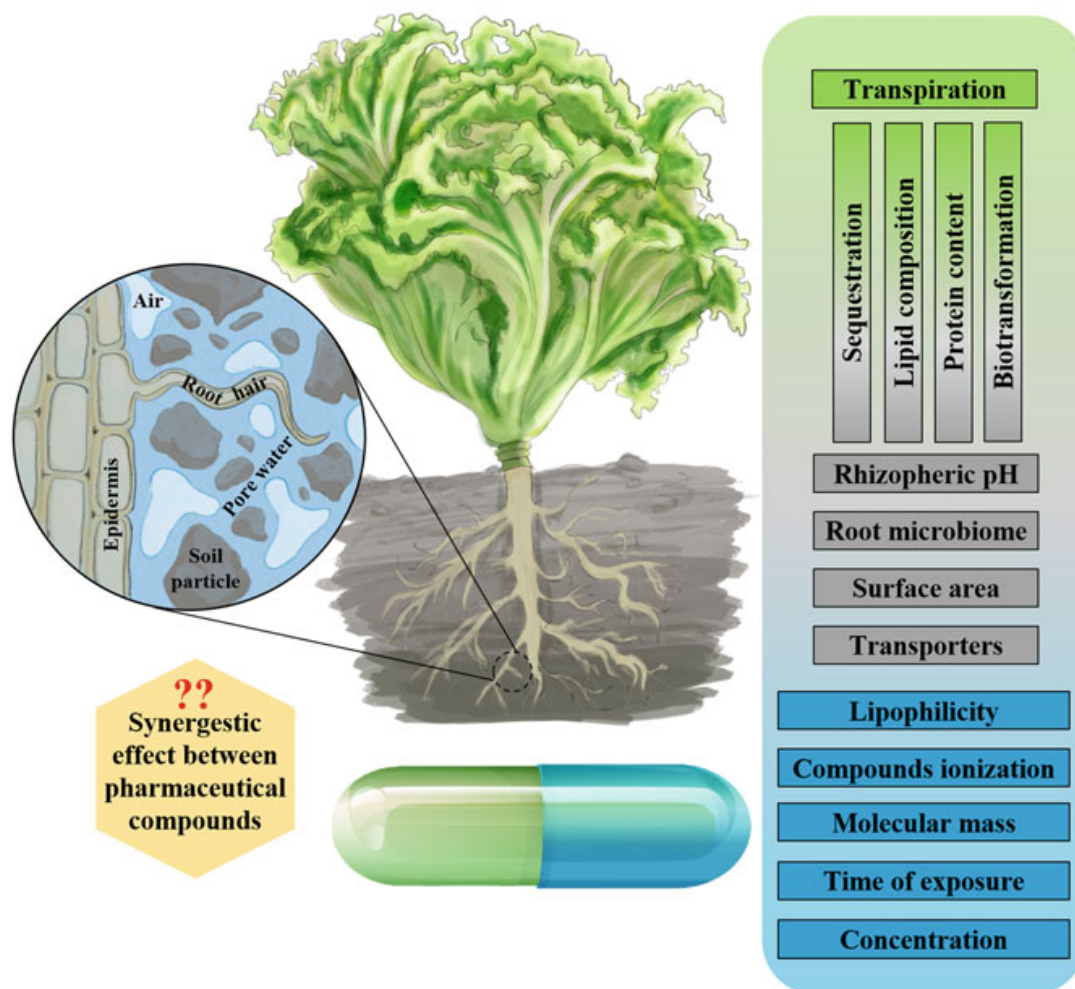 Air
Root hair
Pore water
Epidermis
Soil
particle
??
Synergestic
effect between
pharmaceutical
compounds
Transpiration
Sequestration
Lipid composition
Protein content
Biotransformation
Rhizopheric pH
Root microbiome
Surface area
Transporters
Lipophilicity
Compounds ionization
Molecular mass
Time of exposure
Concentration